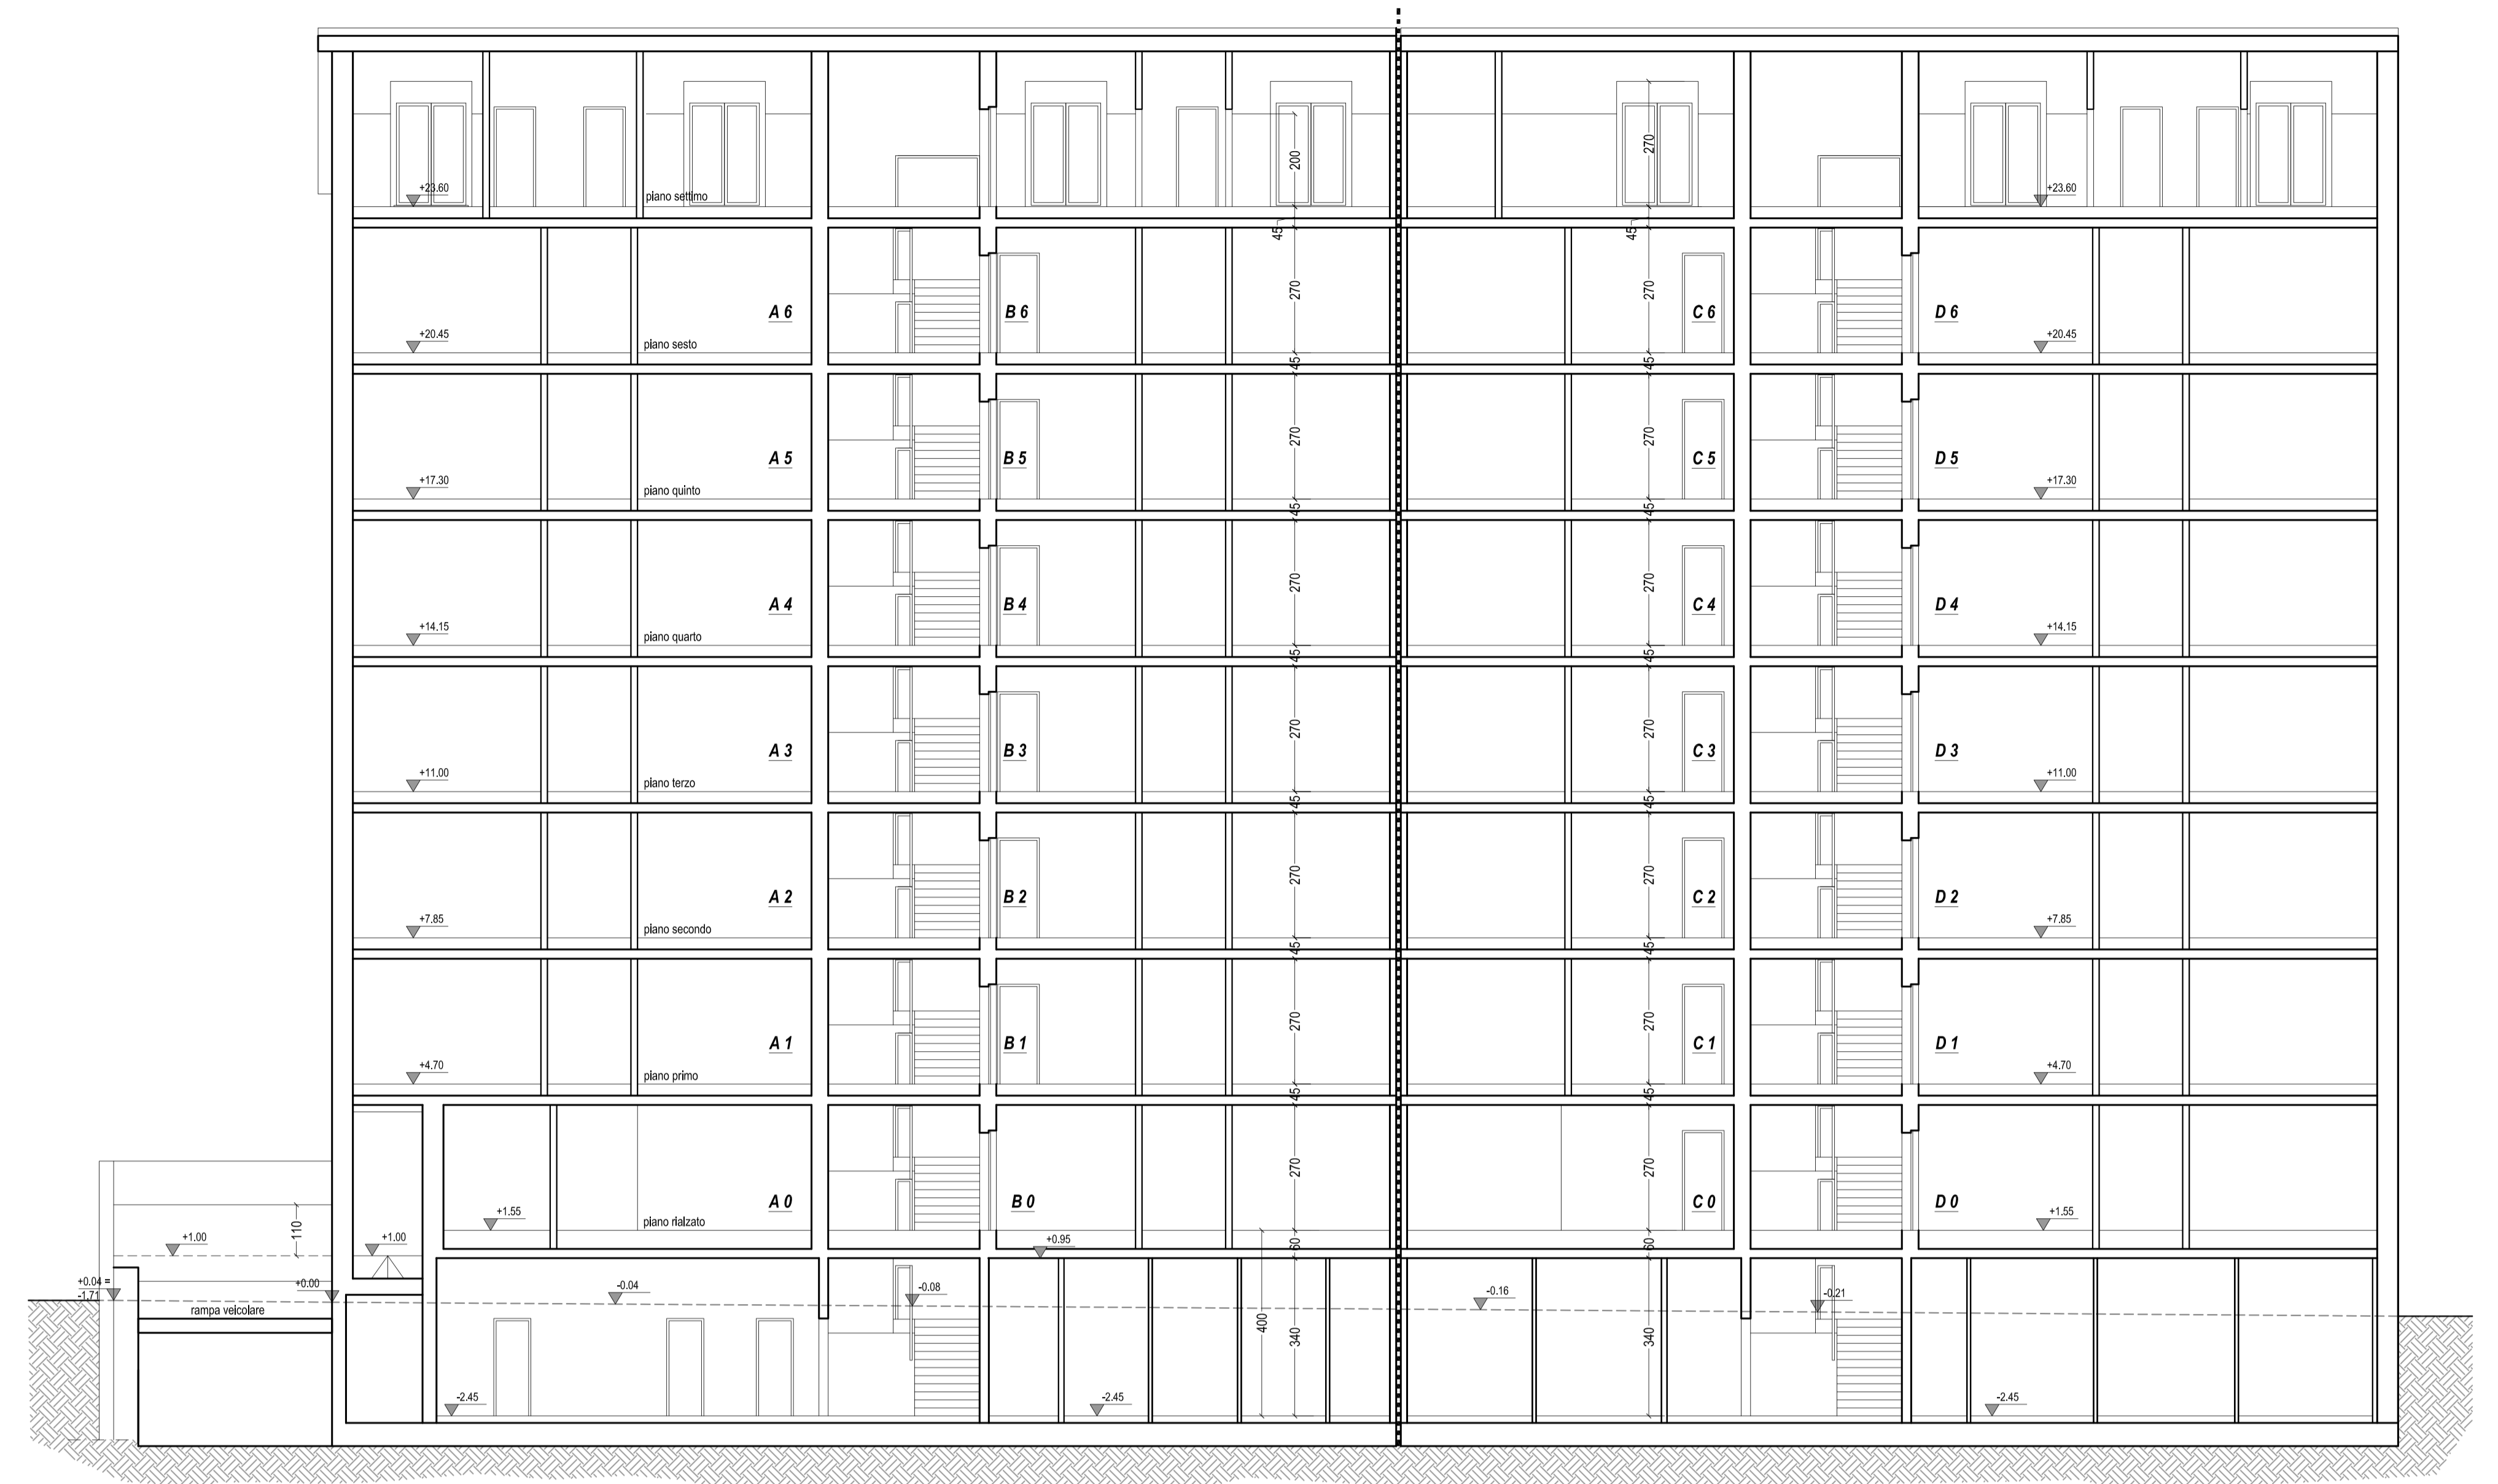 270
200
+23.60
piano settimo
+23.60
45
45
A 6
B 6
270
270
C 6
D 6
+20.45
piano sesto
+20.45
45
45
A 5
B 5
270
270
C 5
D 5
+17.30
piano quinto
+17.30
45
45
A 4
B 4
270
270
C 4
D 4
+14.15
piano quarto
+14.15
45
45
A 3
B 3
270
270
C 3
D 3
+11.00
piano terzo
+11.00
45
45
A 2
B 2
270
270
C 2
D 2
+7.85
piano secondo
+7.85
45
45
A 1
B 1
270
270
C 1
D 1
+4.70
piano primo
+4.70
45
45
A 0
B 0
270
270
C 0
D 0
+1.55
piano rialzato
+1.55
110
+1.00
+1.00
+0.95
60
60
+0.04 =
-1.71
+0.00
rampa veicolare
-0.04
-0.08
-0.16
-0.21
400
340
340
-2.45
-2.45
-2.45